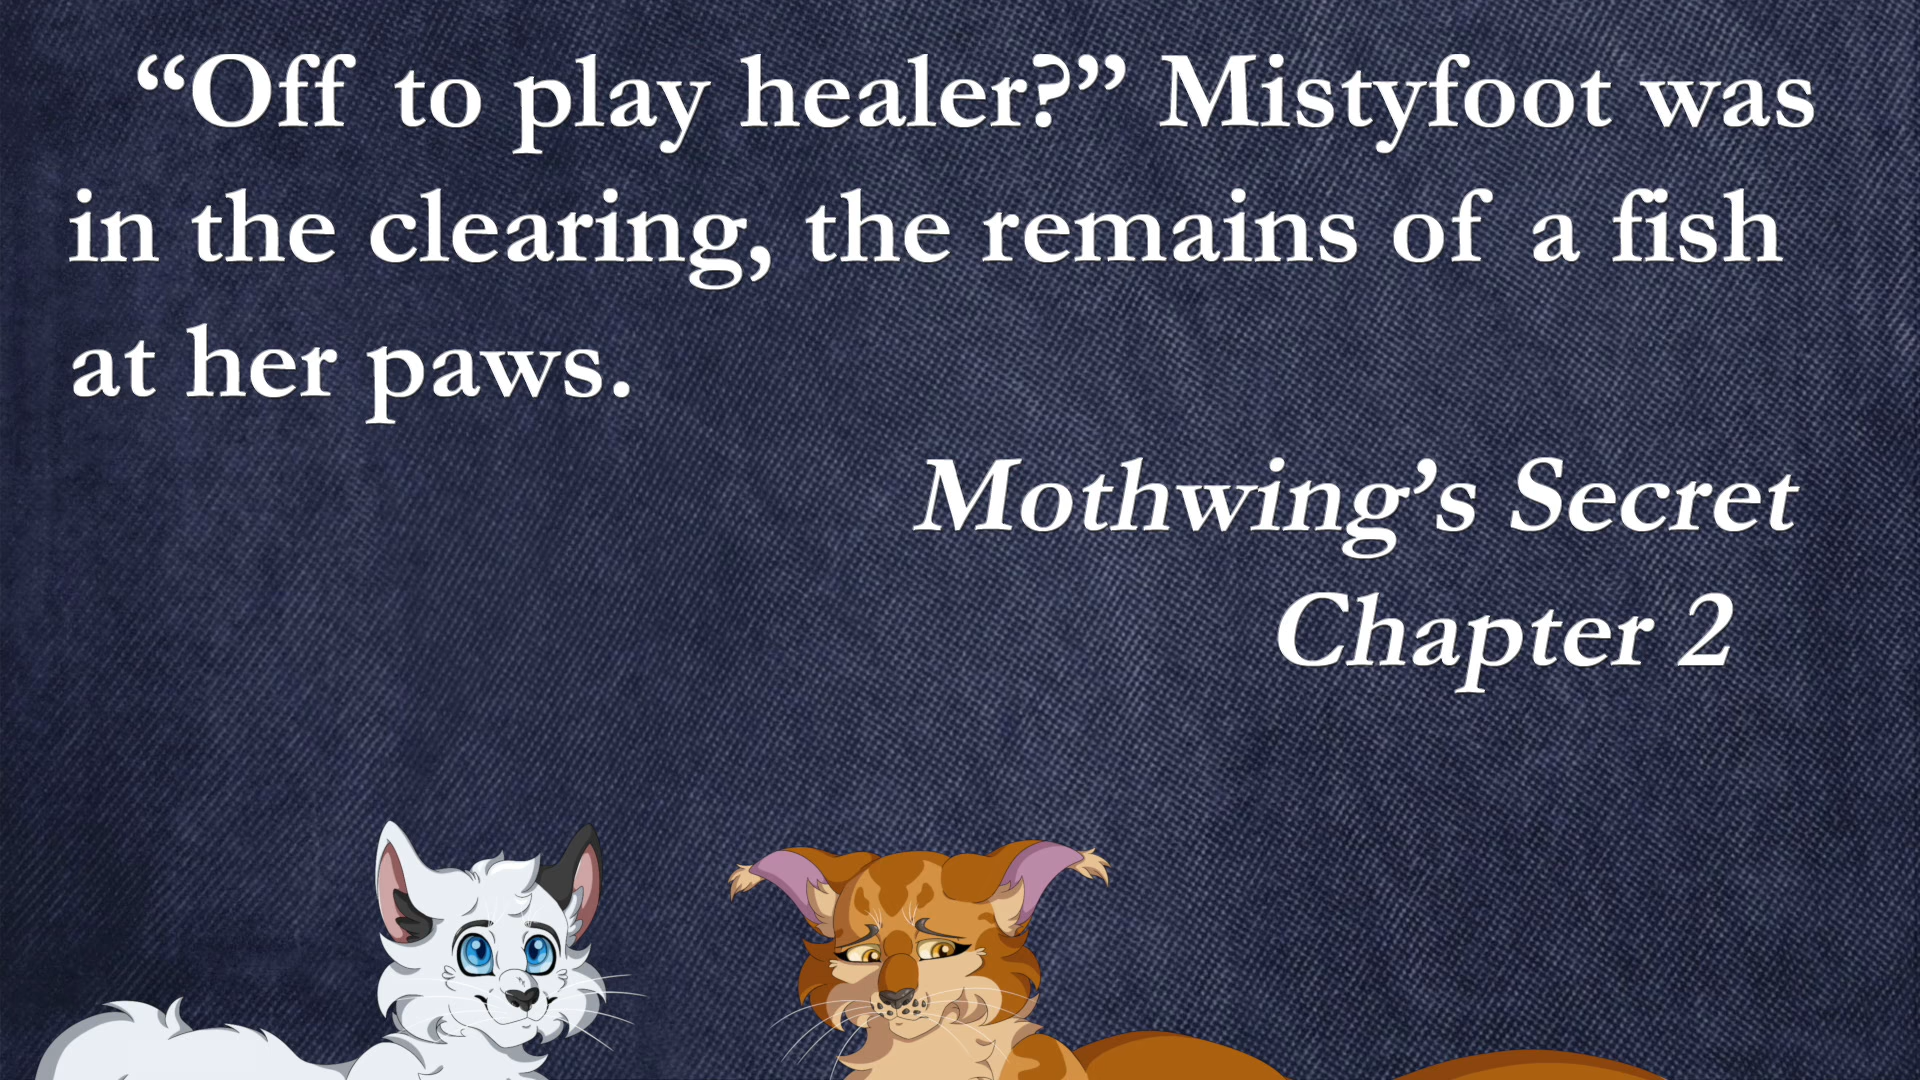 “Off to play healer?” Mistyfoot was
in the clearing, the remains of a fish
at her paws.
Mothwing’s Secret
Chapter 2